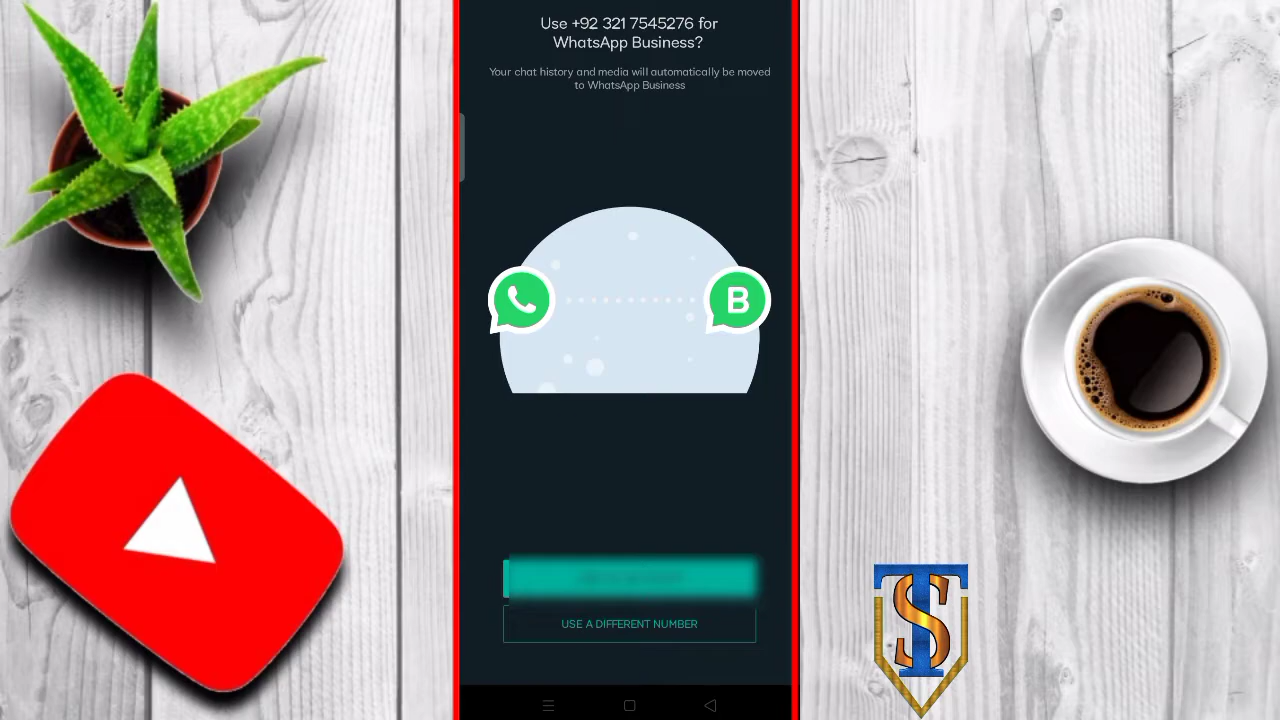 Use +92 321 7545276 for
WhatsApp Business?
Your chat history and media will automatically be moved
to WhatsApp Business
B
USE A DIFFERENT NUMBER